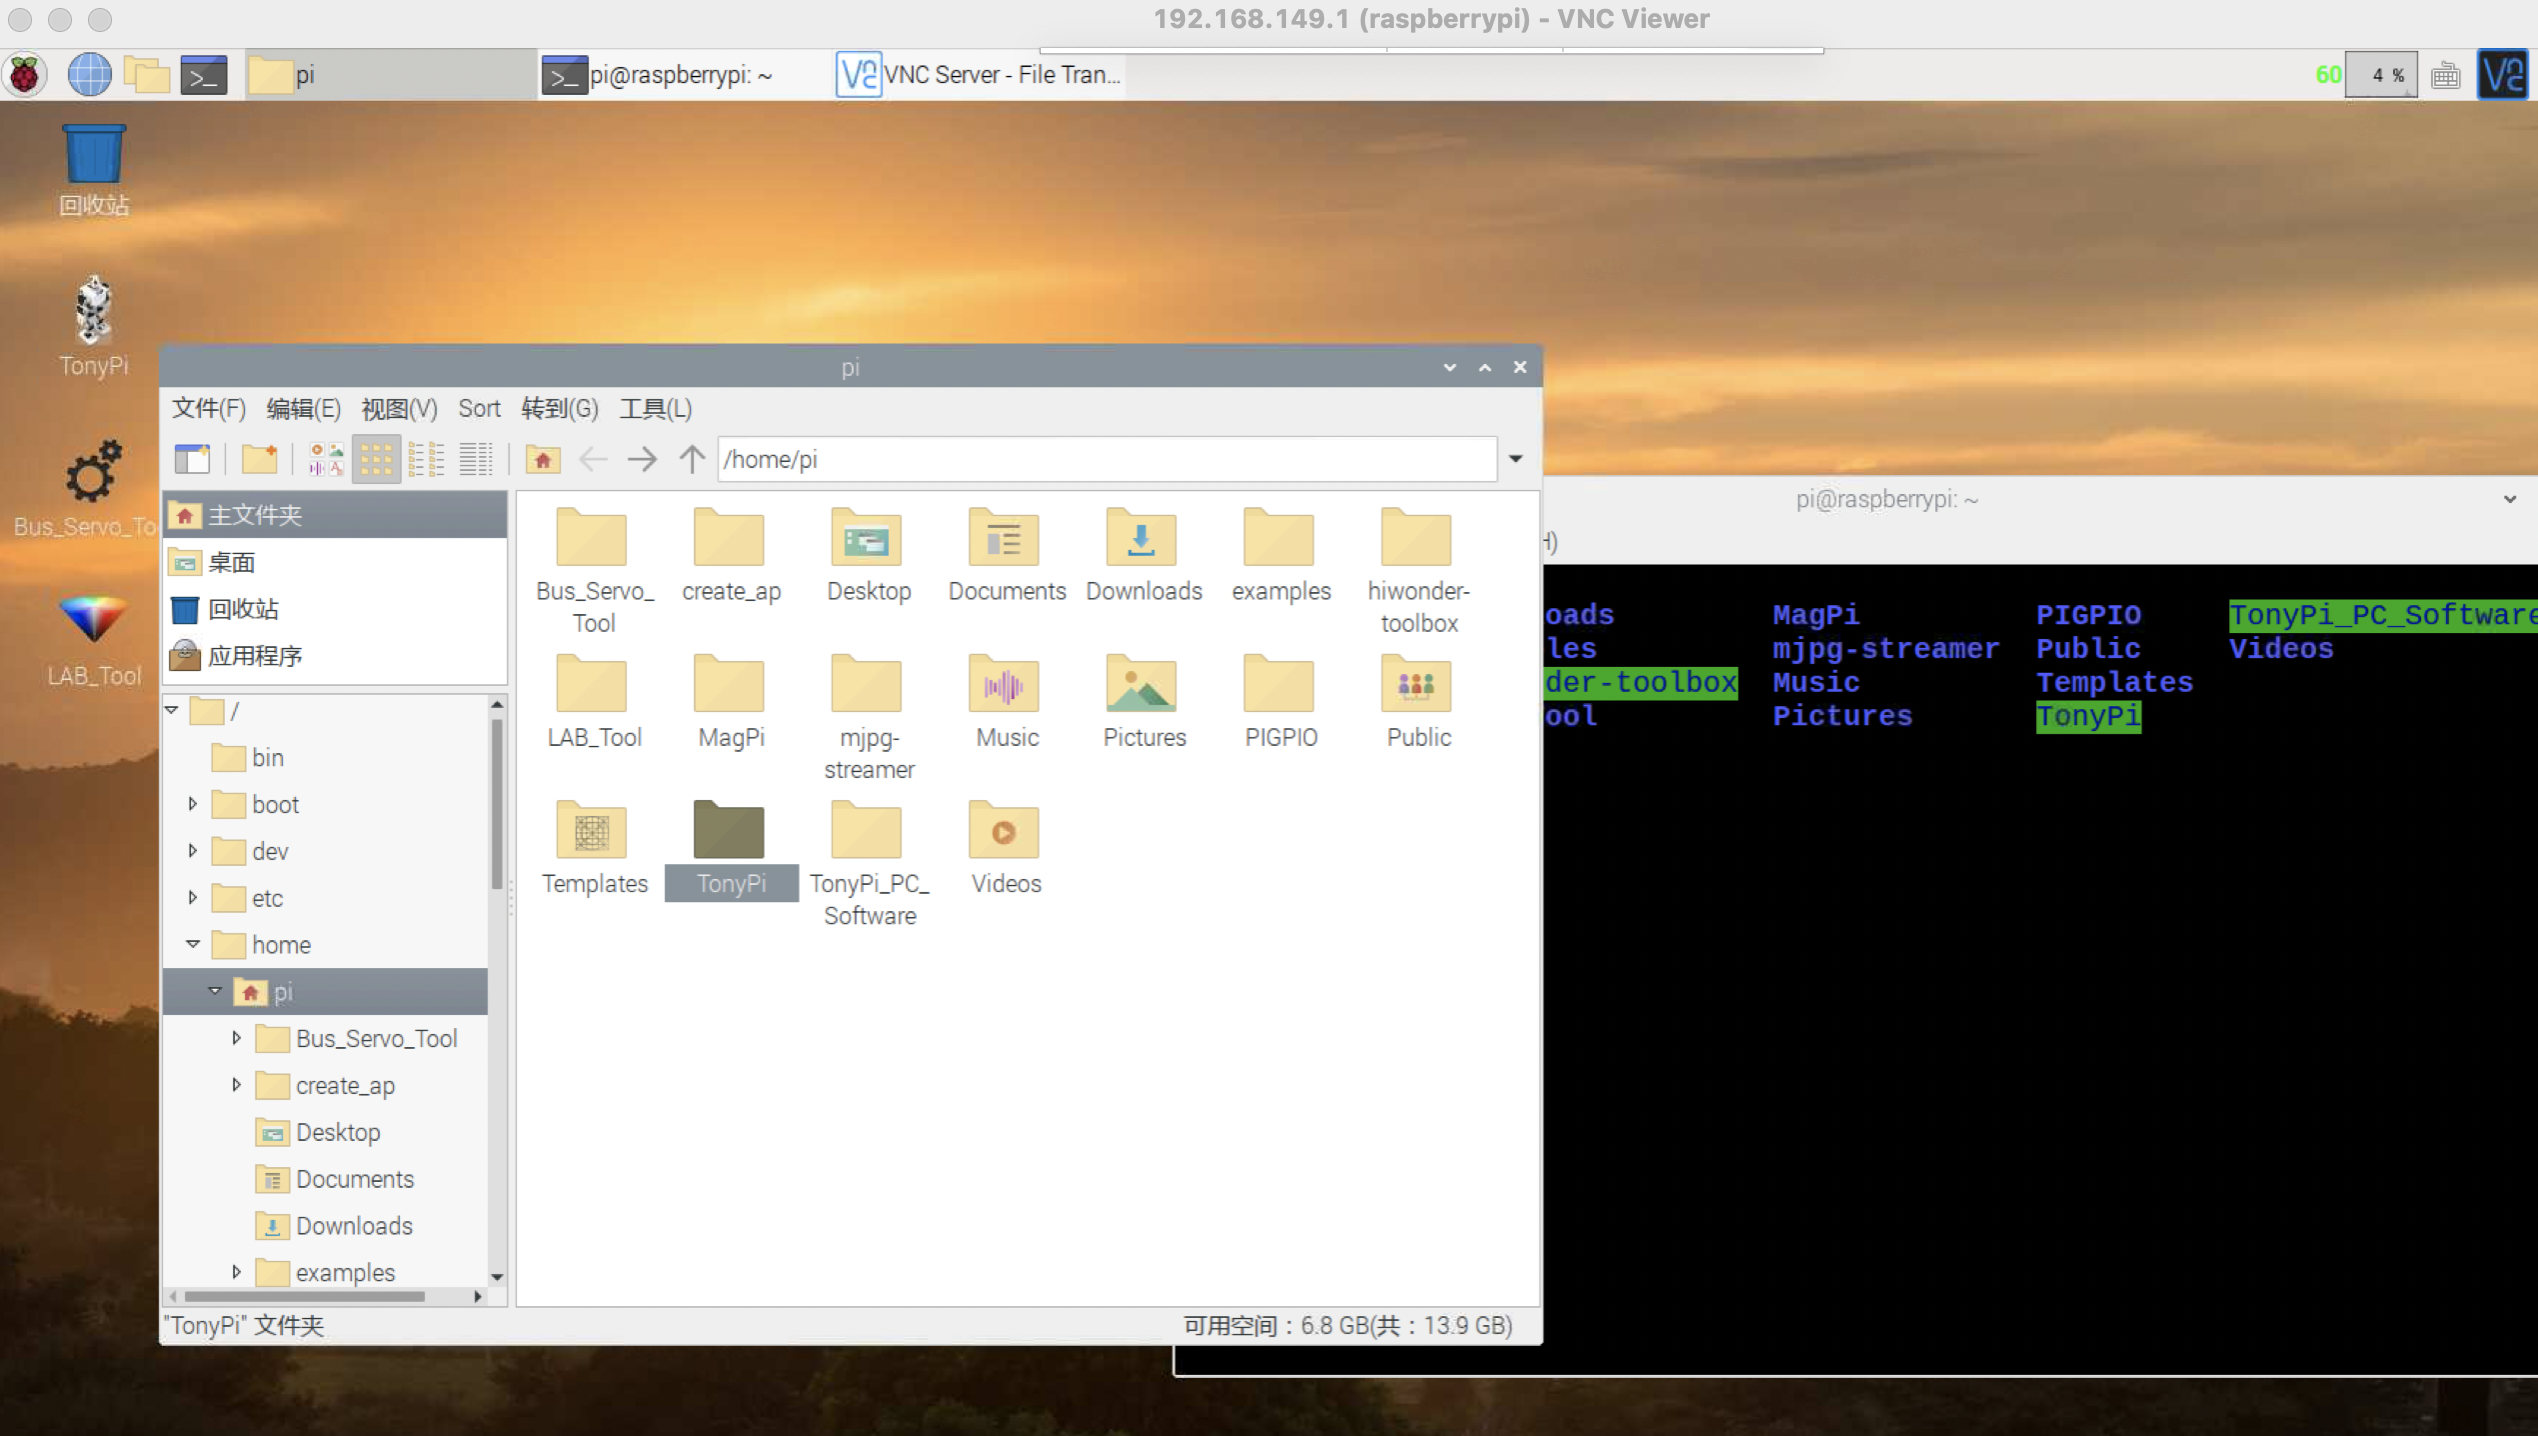 192.168.149.1 (raspberrypi) - VNC Viewer
pi
pi@raspberrypi: ~
VNC Server - File Tran...
60
4 %
回收站
TonyPi
Bus_Servo_To
LAB_Tool
pi
文件(F) 编辑(E) 视图(V) Sort 转到(G) 工具(L)
/home/pi
主文件夹
桌面
回收站
应用程序
/
bin
boot
dev
etc
home
pi
Bus_Servo_Tool
create_ap
Desktop
Documents
Downloads
examples
Bus_Servo_
Tool
create_ap
Desktop
Documents
Downloads
examples
hiwonder-
toolbox
LAB_Tool
MagPi
mjpg-
streamer
Music
Pictures
PIGPIO
Public
Templates
TonyPi
TonyPi_PC_
Software
Videos
"TonyPi" 文件夹
可用空间：6.8 GB(共：13.9 GB)
pi@raspberrypi: ~
H)
oads MagPi PIGPIO TonyPi_PC_Software
les mjpg-streamer Public Videos
der-toolbox Music Templates
ool Pictures TonyPi